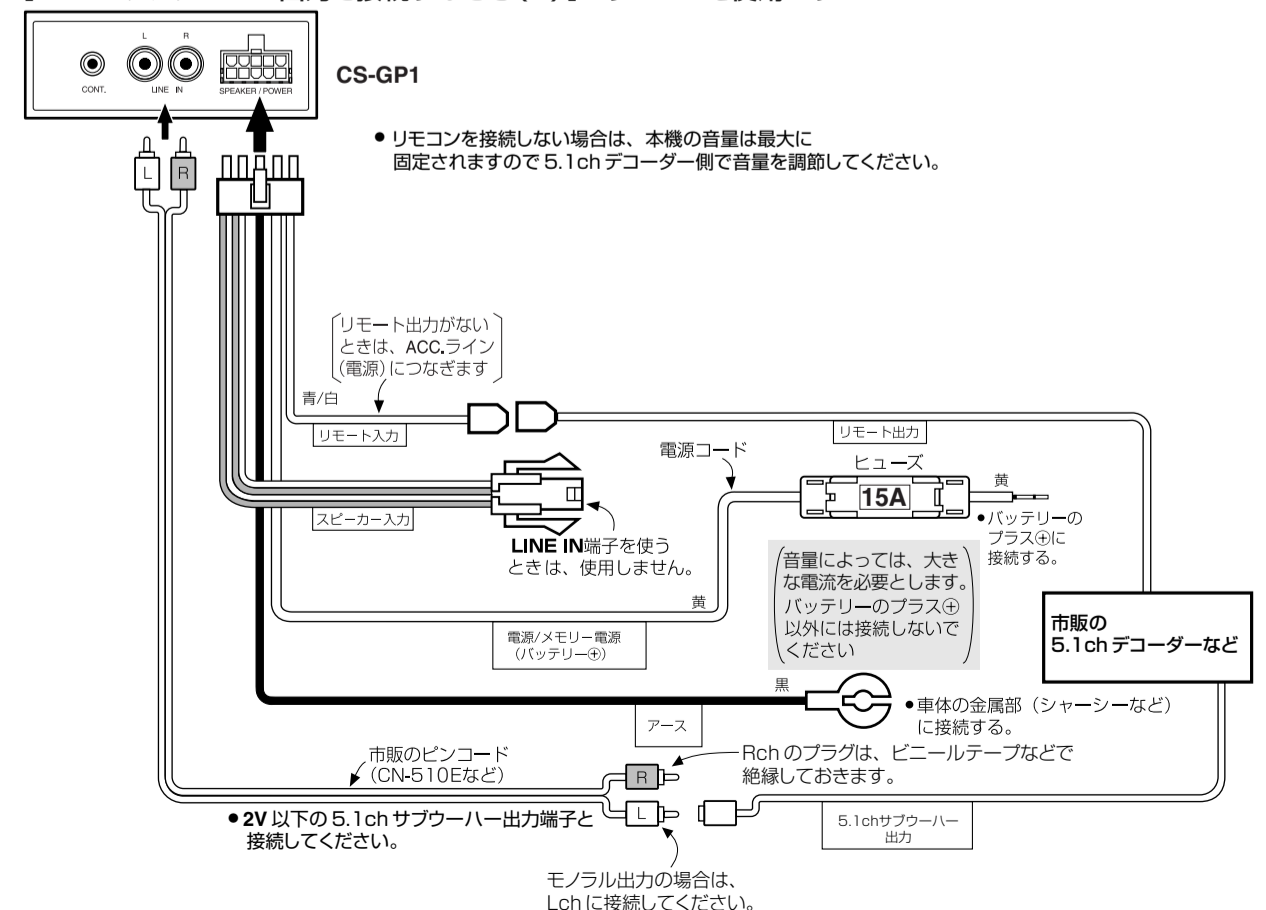 L R
CONT. LINE IN SPEAKER / POWER
CS-GP1
● リモコンを接続しない場合は、本機の音量は最大に
固定されますので 5.1ch デコーダー側で音量を調節してください。
L R
リモート出力がない
ときは、ACC.ライン
(電源)につなぎます
青/白
リモート入力
リモート出力
電源コード
ヒューズ
15A
黄
●バッテリーの
プラス⊕に
接続する。
スピーカー入力
LINE IN端子を使う
ときは、使用しません。
音量によっては、大き
な電流を必要とします。
バッテリーのプラス⊕
以外には接続しないで
ください
黄
電源/メモリー電源
(バッテリー⊕)
市販の
5.1ch デコーダーなど
黒
アース
●車体の金属部(シャーシーなど)
に接続する。
市販のピンコード
(CN-510Eなど)
R
Rch のプラグは、ビニールテープなどで
絶縁しておきます。
● 2V 以下の 5.1ch サブウーハー出力端子と
接続してください。
L
5.1chサブウーハー
出力
モノラル出力の場合は、
Lch に接続してください。